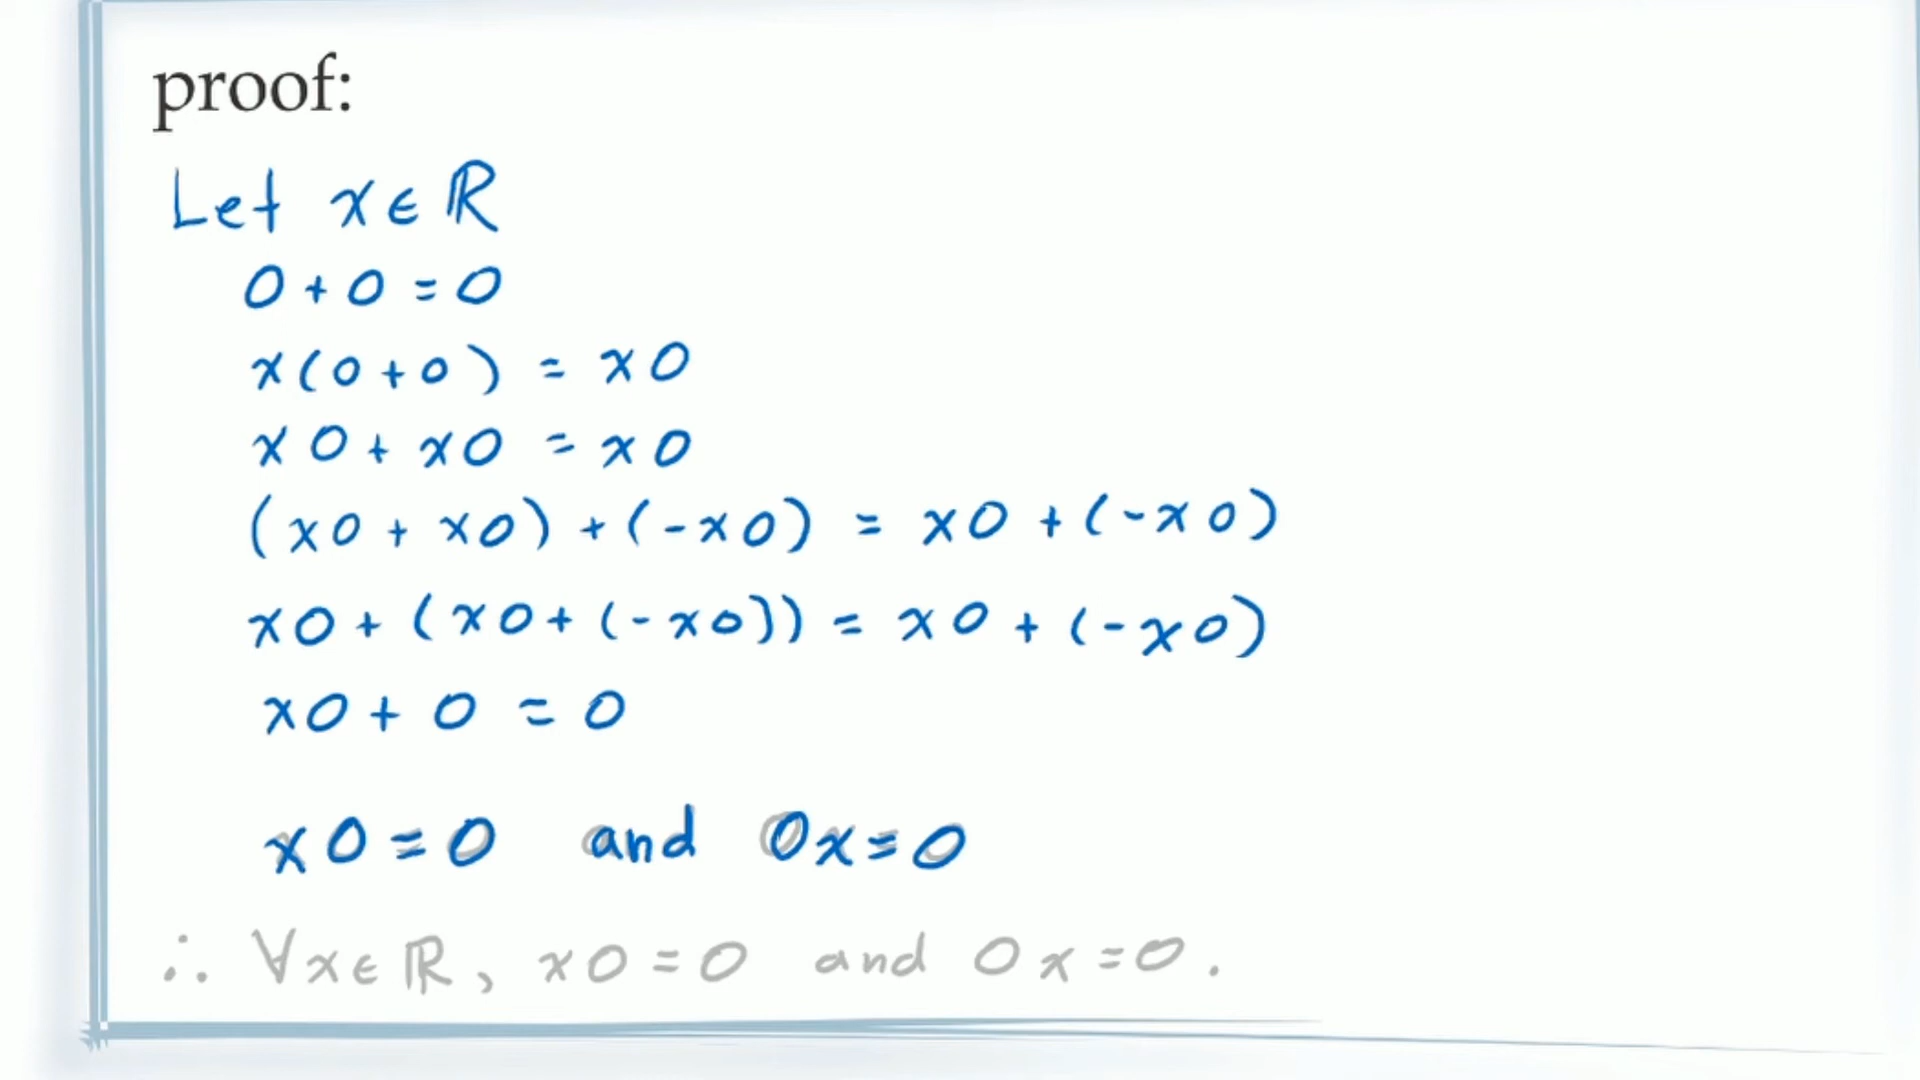 proof:
Let x∈ℝ
0+0=0
x(0+0) = x0
x0+x0 = x0
(x0+x0)+(-x0) = x0+(-x0)
x0+(x0+(-x0)) = x0+(-x0)
x0+0 = 0
x0=0 and 0x=0
∴ ∀x∈ℝ, x0=0 and 0x=0.